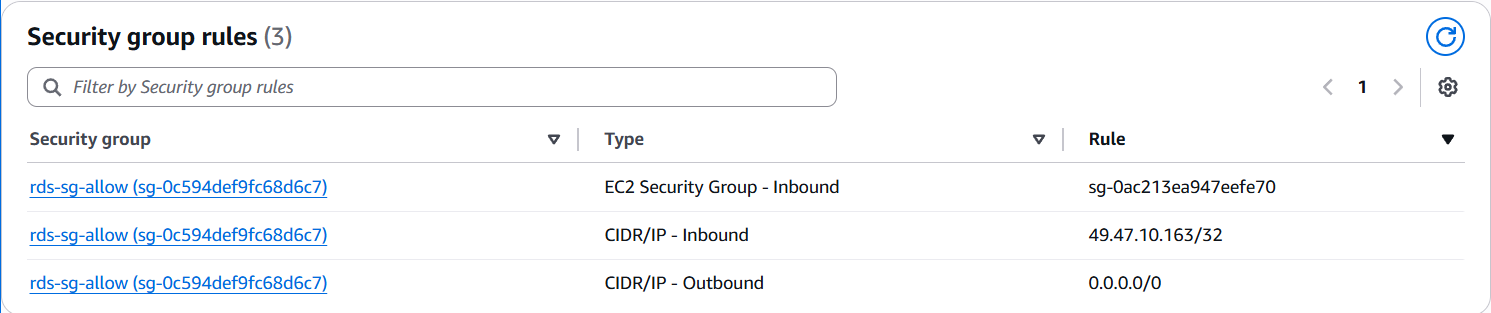 Security group rules (3)
Filter by Security group rules
1
Security group Type Rule
rds-sg-allow (sg-0c594def9fc68d6c7) EC2 Security Group - Inbound sg-0ac213ea947eefe70
rds-sg-allow (sg-0c594def9fc68d6c7) CIDR/IP - Inbound 49.47.10.163/32
rds-sg-allow (sg-0c594def9fc68d6c7) CIDR/IP - Outbound 0.0.0.0/0